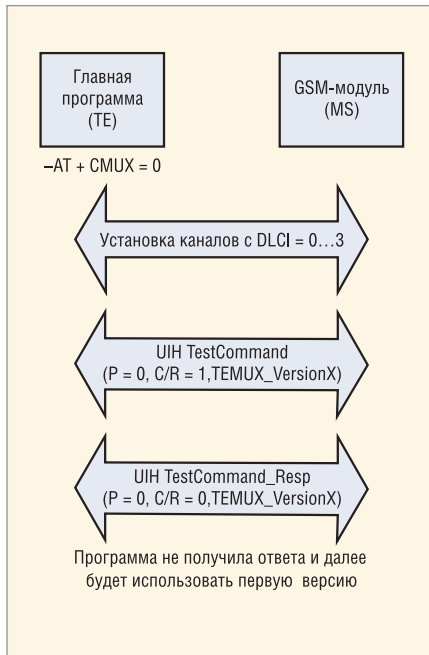 Главная
программа
(TE)
GSM-модуль
(MS)
–AT + CMUX = 0
Установка каналов с DLCI = 0...3
UIH TestCommand
(P = 0, C/R = 1,TEMUX_VersionX)
UIH TestCommand_Resp
(P = 0, C/R = 0,TEMUX_VersionX)
Программа не получила ответа и далее
будет использовать первую версию